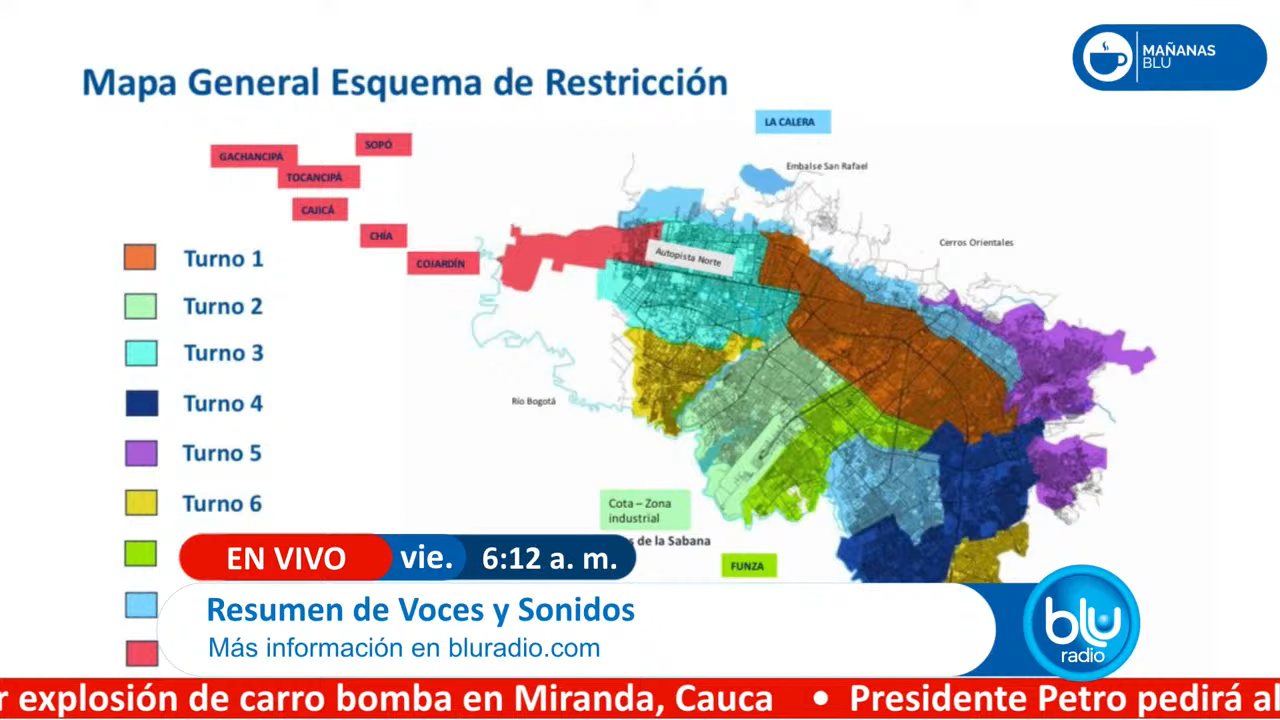 MAÑANAS
BLU
Mapa General Esquema de Restricción
LA CALERA
SOPÓ
GACHANCIPÁ
TOCANCIPÁ
Embalse San Rafael
CAJICÁ
CHÍA
Cerros Orientales
COJARDÍN
Autopista Norte
Turno 1
Turno 2
Turno 3
Río Bogotá
Turno 4
Turno 5
Turno 6
Cota – Zona
industrial
de la Sabana
FUNZA
EN VIVO vie. 6:12 a. m.
Resumen de Voces y Sonidos
Más información en bluradio.com
blu
radio
explosión de carro bomba en Miranda, Cauca • Presidente Petro pedirá al